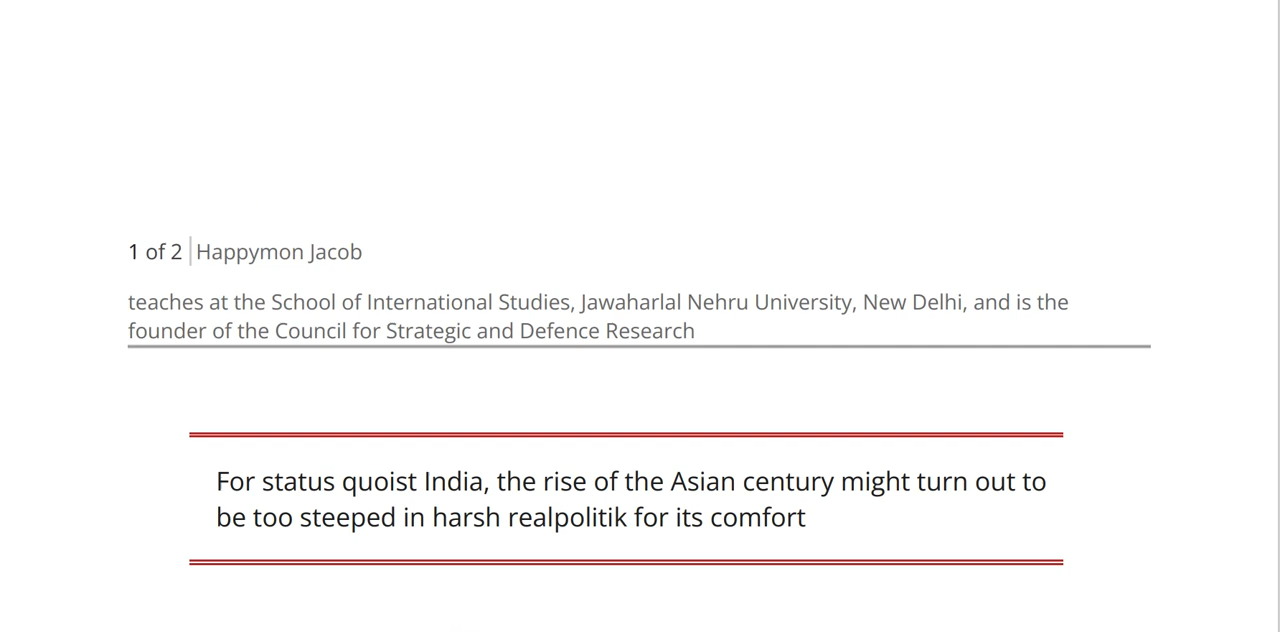 1 of 2 Happymon Jacob
teaches at the School of International Studies, Jawaharlal Nehru University, New Delhi, and is the
founder of the Council for Strategic and Defence Research
For status quoist India, the rise of the Asian century might turn out to
be too steeped in harsh realpolitik for its comfort